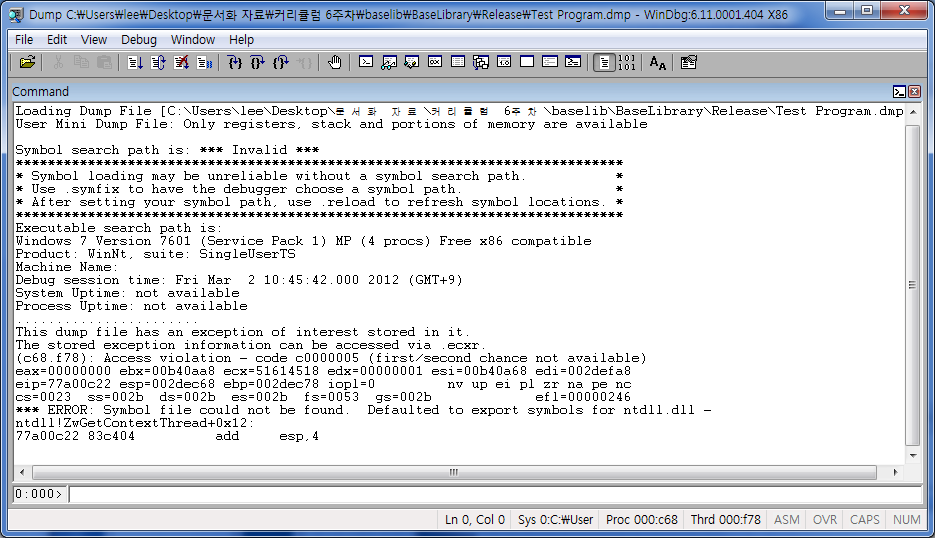 Dump C:₩Users₩lee₩Desktop₩문서화 자료₩커리큘럼 6주차₩baselib₩BaseLibrary₩Release₩Test Program.dmp - WinDbg:6.11.0001.404 X86
File Edit View Debug Window Help
Command
Loading Dump File [C:\Users\lee\Desktop\문서화 자료\커리큘럼 6주차\baselib\BaseLibrary\Release\Test Program.dmp
User Mini Dump File: Only registers, stack and portions of memory are available
Symbol search path is: *** Invalid ***
****************************************************************************
* Symbol loading may be unreliable without a symbol search path.           *
* Use .symfix to have the debugger choose a symbol path.                   *
* After setting your symbol path, use .reload to refresh symbol locations. *
****************************************************************************
Executable search path is:
Windows 7 Version 7601 (Service Pack 1) MP (4 procs) Free x86 compatible
Product: WinNt, suite: SingleUserTS
Machine Name:
Debug session time: Fri Mar  2 10:45:42.000 2012 (GMT+9)
System Uptime: not available
Process Uptime: not available
.......................
This dump file has an exception of interest stored in it.
The stored exception information can be accessed via .ecxr.
(c68.f78): Access violation - code c0000005 (first/second chance not available)
eax=00000000 ebx=00b40aa8 ecx=51614518 edx=00000001 esi=00b40a68 edi=002defa8
eip=77a00c22 esp=002dec68 ebp=002dec78 iopl=0         nv up ei pl zr na pe nc
cs=0023  ss=002b  ds=002b  es=002b  fs=0053  gs=002b             efl=00000246
*** ERROR: Symbol file could not be found.  Defaulted to export symbols for ntdll.dll -
ntdll!ZwGetContextThread+0x12:
77a00c22 83c404          add     esp,4
0:000>
Ln 0, Col 0 Sys 0:C:₩User Proc 000:c68 Thrd 000:f78 ASM OVR CAPS NUM